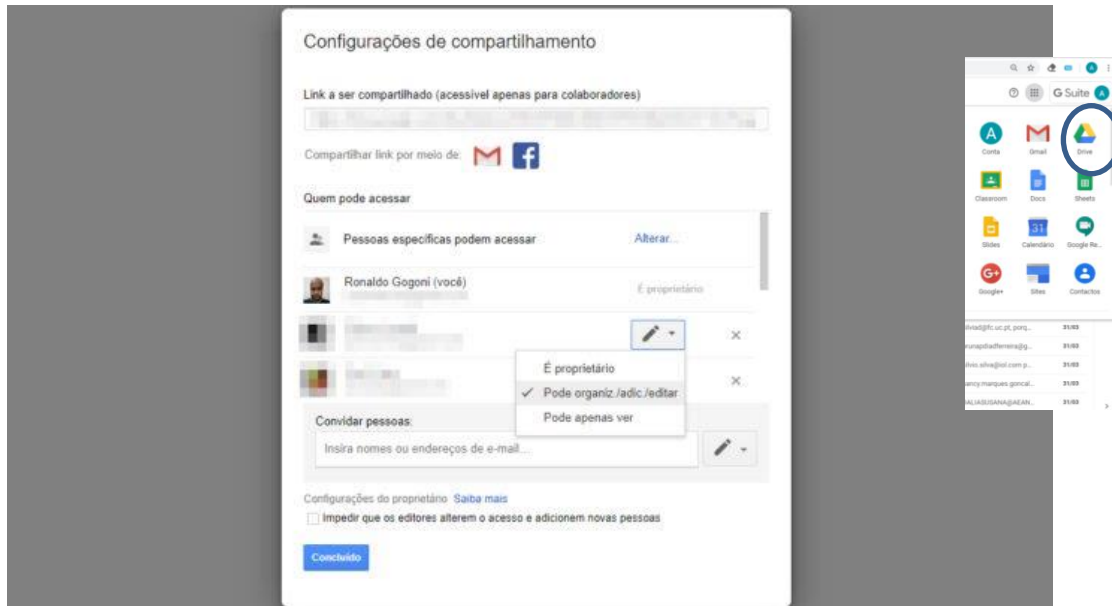 Configurações de compartilhamento
Link a ser compartilhado (acessível apenas para colaboradores)
Compartilhar link por meio de:
Quem pode acessar
Pessoas específicas podem acessar Alterar...
Ronaldo Gogoni (você) É proprietário
É proprietário
Pode organiz./adic./editar
Pode apenas ver
Convidar pessoas:
Insira nomes ou endereços de e-mail...
Configurações do proprietário Saiba mais
Impedir que os editores alterem o acesso e adicionem novas pessoas
Concluído
G Suite A
A
Conta Gmail Drive
Classroom Docs Sheets
31
Slides Calendário Google Re...
G+
Google+ Sites Contactos
31/03
31/03
31/03
31/03
31/03